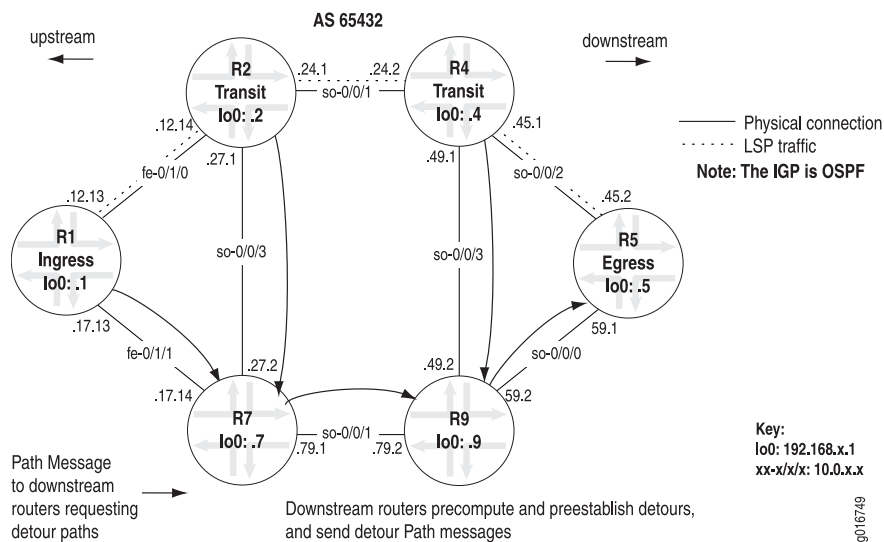 AS 65432
upstream
downstream
R2
Transit
lo0: .2
.24.1
.24.2
so-0/0/1
R4
Transit
lo0: .4
.12.14
.27.1
.49.1
.45.1
Physical connection
LSP traffic
Note: The IGP is OSPF
fe-0/1/0
so-0/0/2
.12.13
.45.2
R1
Ingress
lo0: .1
so-0/0/3
so-0/0/3
R5
Egress
lo0: .5
.17.13
59.1
fe-0/1/1
so-0/0/0
.27.2
.49.2
.17.14
59.2
R7
lo0: .7
so-0/0/1
.79.1
.79.2
R9
lo0: .9
Key:
lo0: 192.168.x.1
xx-x/x/x: 10.0.x.x
Path Message
to downstream
routers requesting
detour paths
Downstream routers precompute and preestablish detours,
and send detour Path messages
g016749